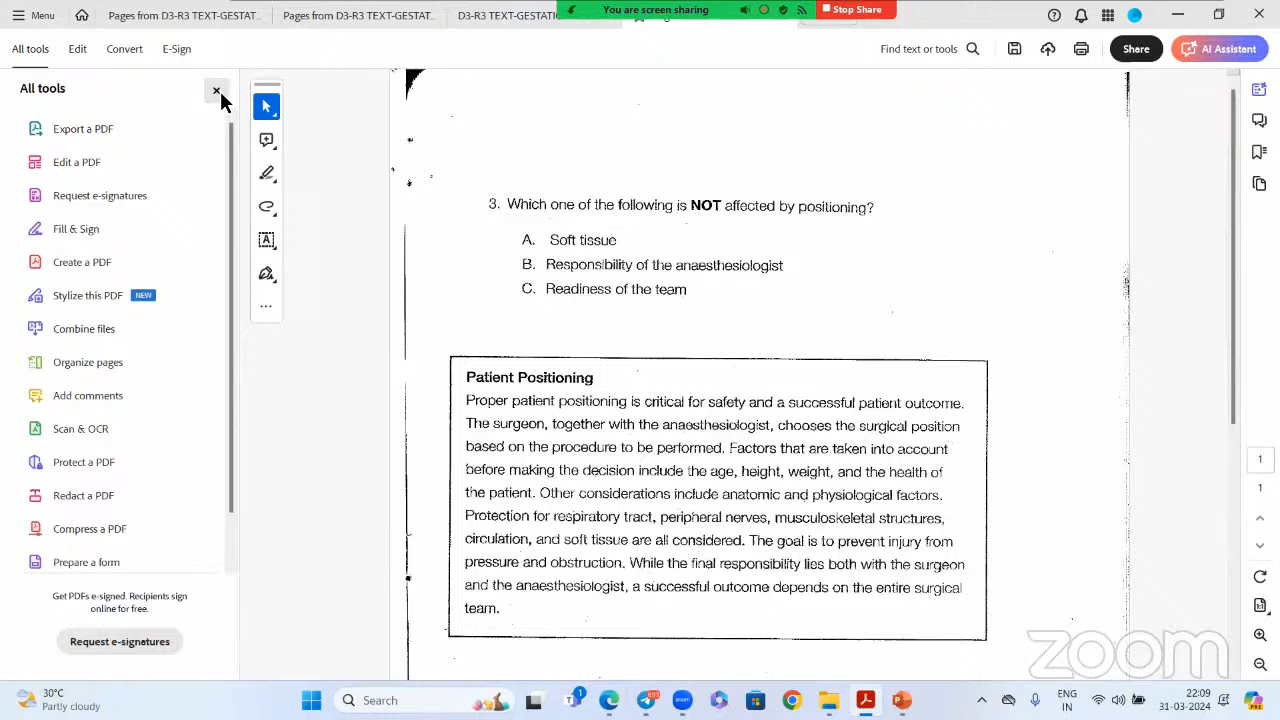 Menu
Pages from D3-R3 TEXT-GESTAT...
Pages from D3-R3 TEXT-GESTAT...
D3-R3 TEXT-GESTATIO
You are screen sharing
Stop Share
All tools
Edit
Convert
E-Sign
Find text or tools
Share
AI Assistant
All tools
Export a PDF
Edit a PDF
Request e-signatures
Fill & Sign
Create a PDF
Stylize this PDF NEW
Combine files
Organize pages
Add comments
Scan & OCR
Protect a PDF
Redact a PDF
Compress a PDF
Prepare a form
Get PDFs e-signed. Recipients sign
online for free.
Request e-signatures
3. Which one of the following is NOT affected by positioning?
A. Soft tissue
B. Responsibility of the anaesthesiologist
C. Readiness of the team
Patient Positioning
Proper patient positioning is critical for safety and a successful patient outcome.
The surgeon, together with the anaesthesiologist, chooses the surgical position
based on the procedure to be performed. Factors that are taken into account
before making the decision include the age, height, weight, and the health of
the patient. Other considerations include anatomic and physiological factors.
Protection for respiratory tract, peripheral nerves, musculoskeletal structures,
circulation, and soft tissue are all considered. The goal is to prevent injury from
pressure and obstruction. While the final responsibility lies both with the surgeon
and the anaesthesiologist, a successful outcome depends on the entire surgical
team.
1
1
zoom
30°C
Partly cloudy
Search
1
693
zoom
ENG
IN
22:09
31-03-2024